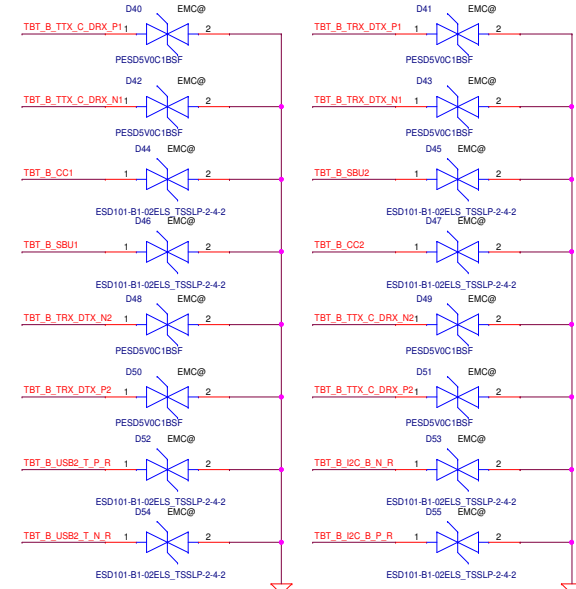 D40 EMC@
TBT_B_TTX_C_DRX_P1 1 2
PESD5V0C1BSF
D41 EMC@
TBT_B_TRX_DTX_P1 1 2
PESD5V0C1BSF
D42 EMC@
TBT_B_TTX_C_DRX_N1 1 2
PESD5V0C1BSF
D43 EMC@
TBT_B_TRX_DTX_N1 1 2
PESD5V0C1BSF
D44 EMC@
TBT_B_CC1 1 2
ESD101-B1-02ELS_TSSLP-2-4-2
D45 EMC@
TBT_B_SBU2 1 2
ESD101-B1-02ELS_TSSLP-2-4-2
D46 EMC@
TBT_B_SBU1 1 2
ESD101-B1-02ELS_TSSLP-2-4-2
D47 EMC@
TBT_B_CC2 1 2
ESD101-B1-02ELS_TSSLP-2-4-2
D48 EMC@
TBT_B_TRX_DTX_N2 1 2
PESD5V0C1BSF
D49 EMC@
TBT_B_TTX_C_DRX_N2 1 2
PESD5V0C1BSF
D50 EMC@
TBT_B_TRX_DTX_P2 1 2
PESD5V0C1BSF
D51 EMC@
TBT_B_TTX_C_DRX_P2 1 2
PESD5V0C1BSF
D52 EMC@
TBT_B_USB2_T_P_R 1 2
ESD101-B1-02ELS_TSSLP-2-4-2
D53 EMC@
TBT_B_I2C_B_N_R 1 2
ESD101-B1-02ELS_TSSLP-2-4-2
D54 EMC@
TBT_B_USB2_T_N_R 1 2
ESD101-B1-02ELS_TSSLP-2-4-2
D55 EMC@
TBT_B_I2C_B_P_R 1 2
ESD101-B1-02ELS_TSSLP-2-4-2